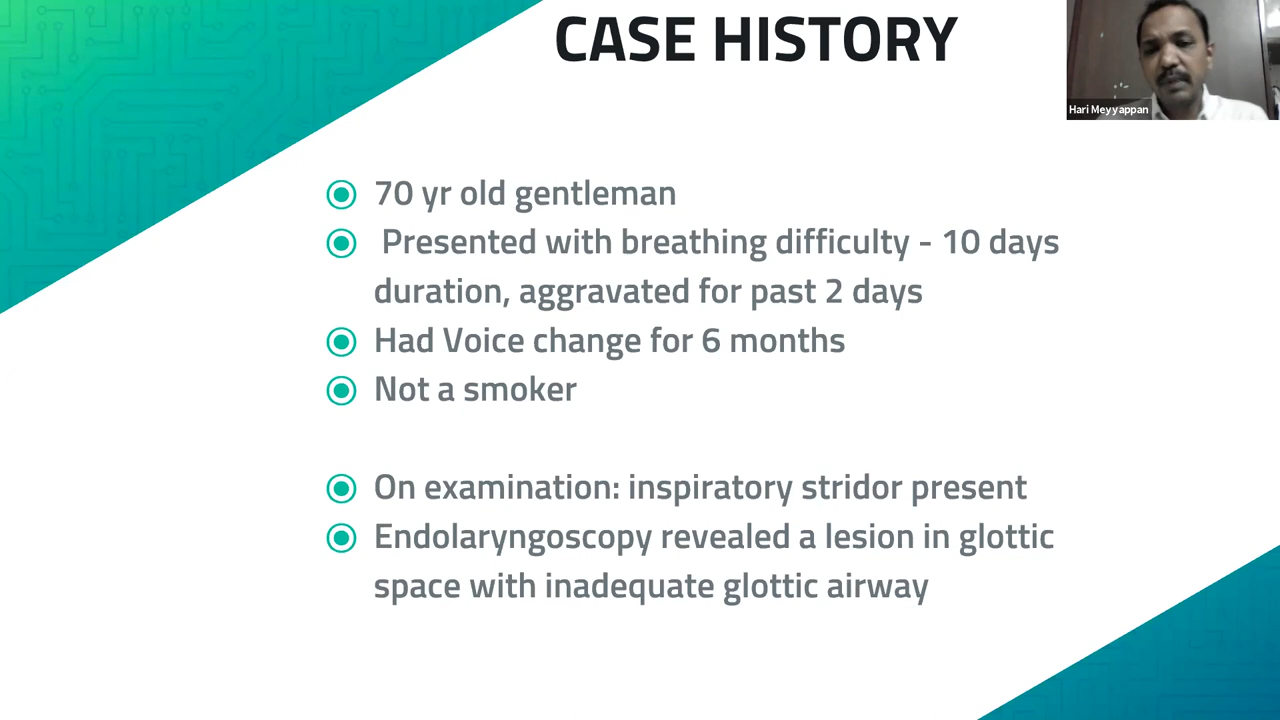 CASE HISTORY
Hari Meyyappan
70 yr old gentleman
Presented with breathing difficulty - 10 days
duration, aggravated for past 2 days
Had Voice change for 6 months
Not a smoker
On examination: inspiratory stridor present
Endolaryngoscopy revealed a lesion in glottic
space with inadequate glottic airway